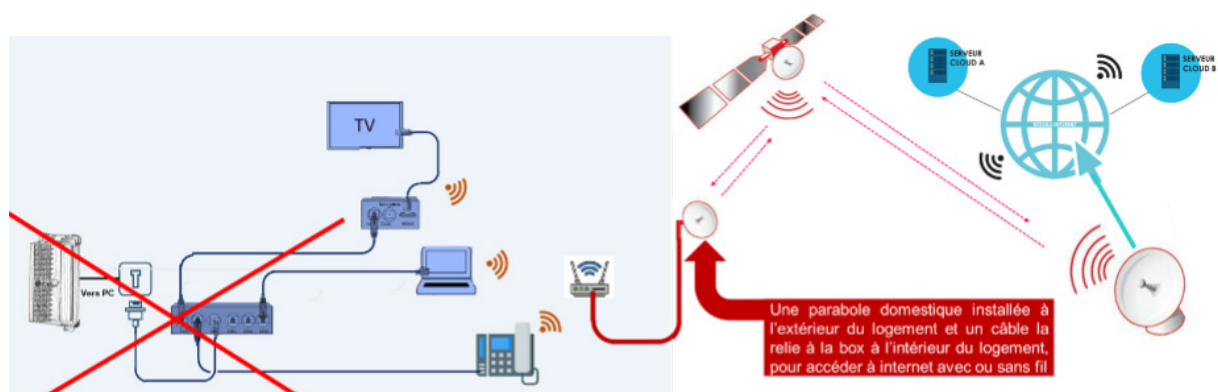 SERVEUR
CLOUD A
SERVEUR
CLOUD B
TV
T
Vers PC
Une parabole domestique installée à
l'extérieur du logement et un câble la
relie à la box à l'intérieur du logement,
pour accéder à internet avec ou sans fil